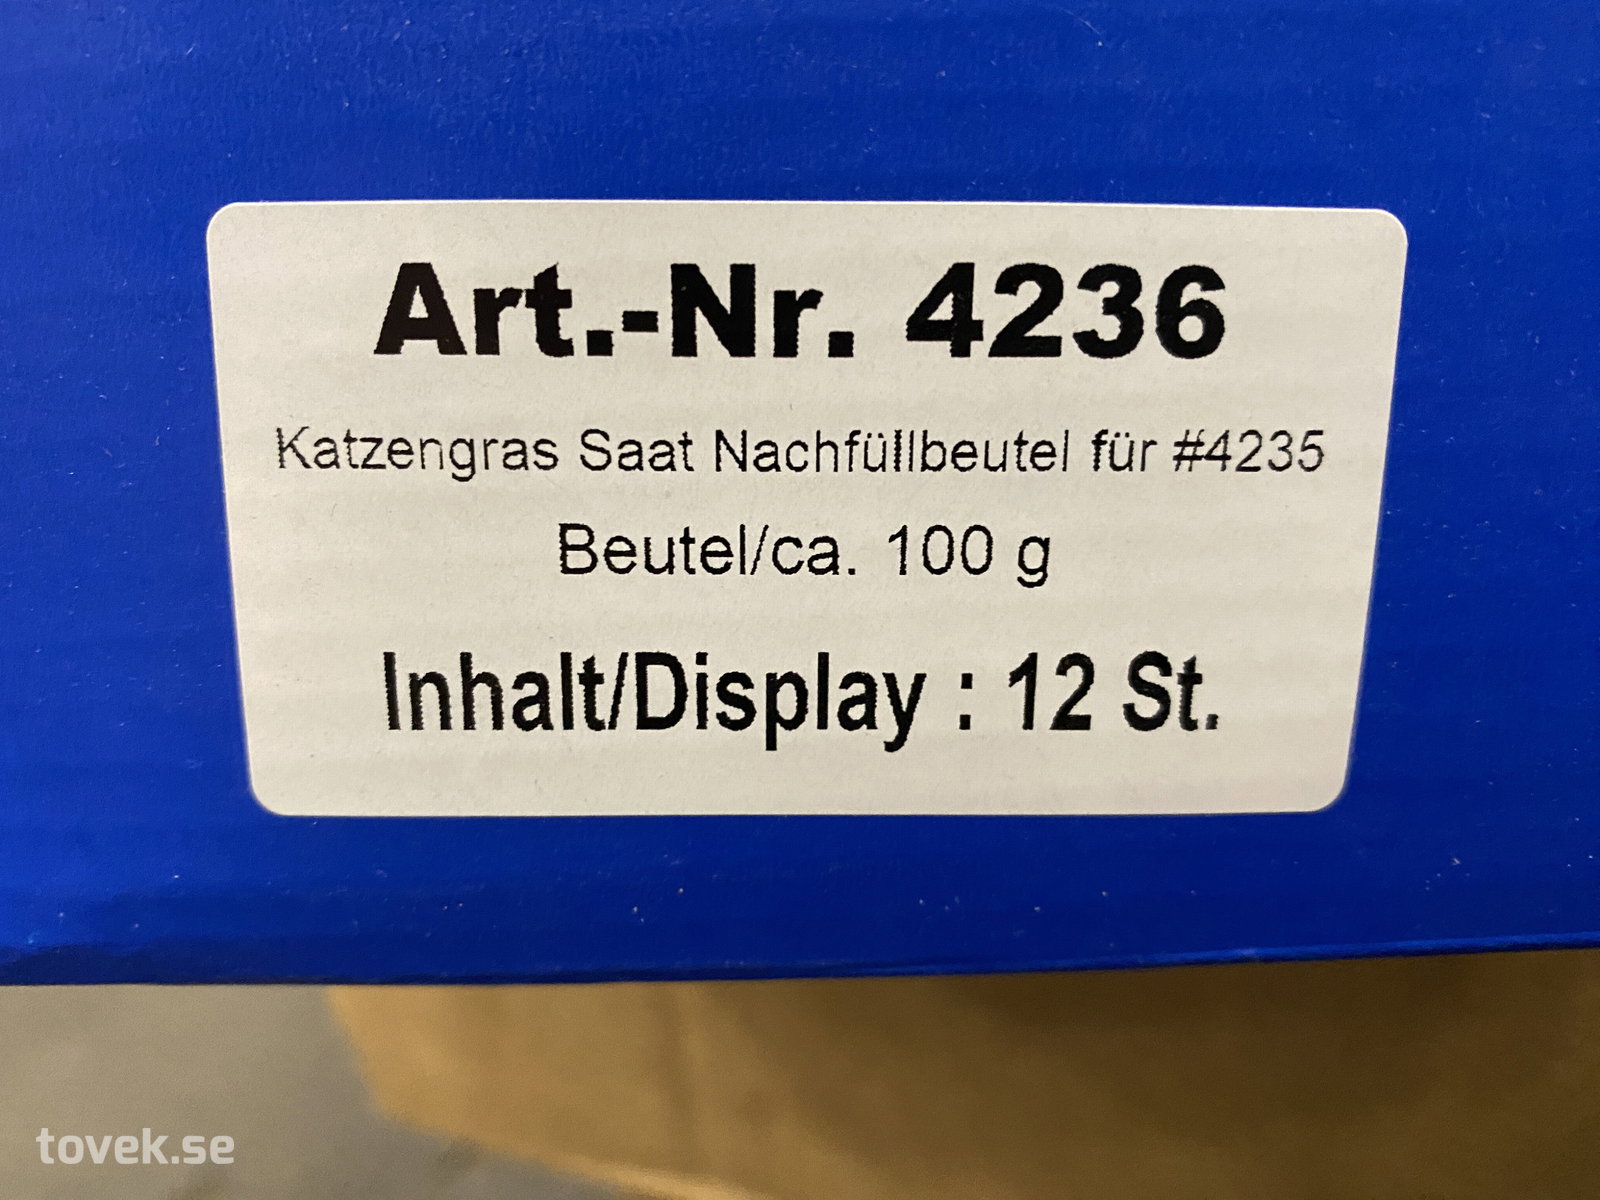 Art.-Nr. 4236
Katzengras Saat Nachfüllbeutel für #4235
Beutel/ca. 100 g
Inhalt/Display : 12 St.
tovek.se